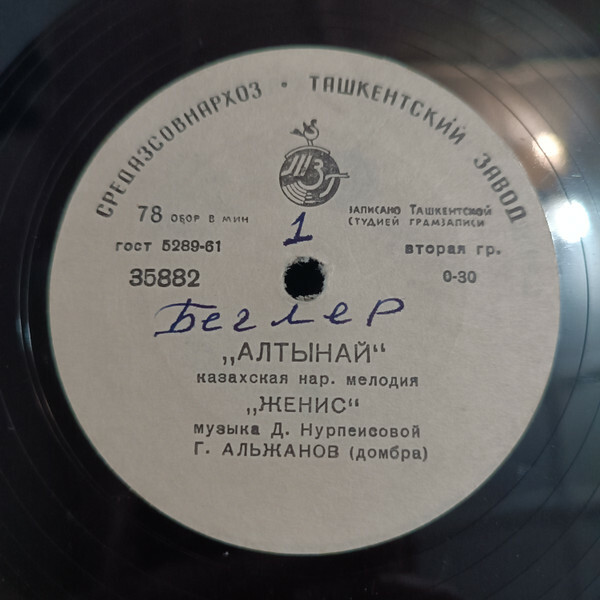 СРЕДАЗСОВНАРХОЗ • ТАШКЕНТСКИЙ ЗАВОД
78 ОБОР В МИН
ГОСТ 5289-61
35882
ЗАПИСАНО ТАШКЕНТСКОЙ
СТУДИЕЙ ГРАМЗАПИСИ
вторая гр.
0-30
1
Беглер
„АЛТЫНАЙ“
казахская нар. мелодия
„ЖЕНИС“
музыка Д. Нурпеисовой
Г. АЛЬЖАНОВ (домбра)